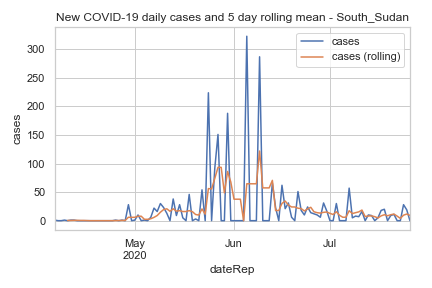 New COVID-19 daily cases and 5 day rolling mean - South_Sudan
cases
cases (rolling)
300
250
200
150
100
50
0
cases
May
2020
Jun
Jul
dateRep